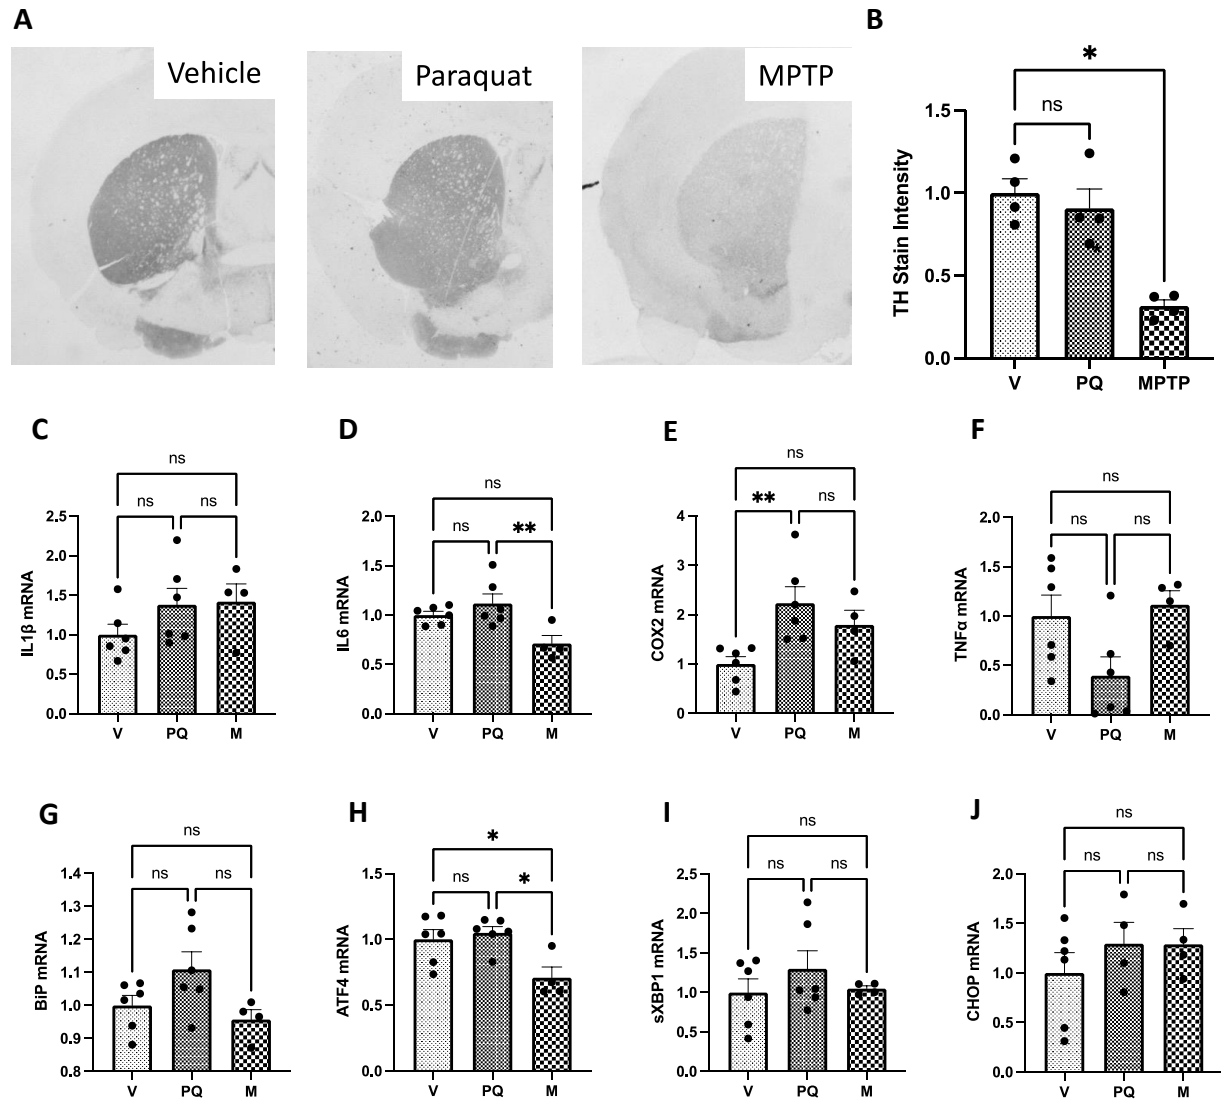 A
Vehicle
Paraquat
MPTP
B
*
ns
1.5
1.0
0.5
0.0
TH Stain Intensity
V PQ MPTP
C
ns
ns ns
2.5
2.0
1.5
1.0
0.5
0.0
IL1β mRNA
V PQ M
D
ns
ns **
2.0
1.5
1.0
0.5
0.0
IL6 mRNA
V PQ M
E
ns
** ns
4
3
2
1
0
COX2 mRNA
V PQ M
F
ns
ns ns
2.0
1.5
1.0
0.5
0.0
TNFα mRNA
V PQ M
G
ns
ns ns
1.4
1.3
1.2
1.1
1.0
0.9
0.8
BiP mRNA
V PQ M
H
*
ns *
1.5
1.0
0.5
0.0
ATF4 mRNA
V PQ M
I
ns
ns ns
2.5
2.0
1.5
1.0
0.5
0.0
sXBP1 mRNA
V PQ M
J
ns
ns ns
2.0
1.5
1.0
0.5
0.0
CHOP mRNA
V PQ M